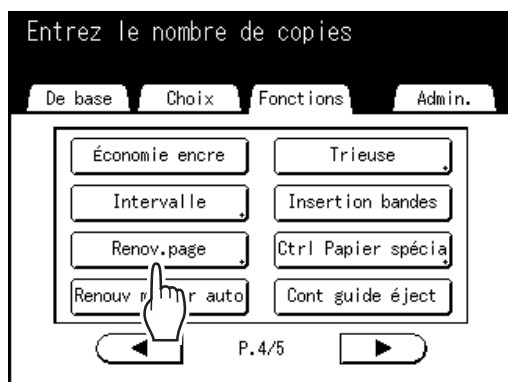 Entrez le nombre de copies
De base Choix Fonctions Admin.
Économie encre Trieuse
Intervalle Insertion bandes
Renov.page Ctrl Papier spécia
Renouv auto Cont guide éject
P.4/5